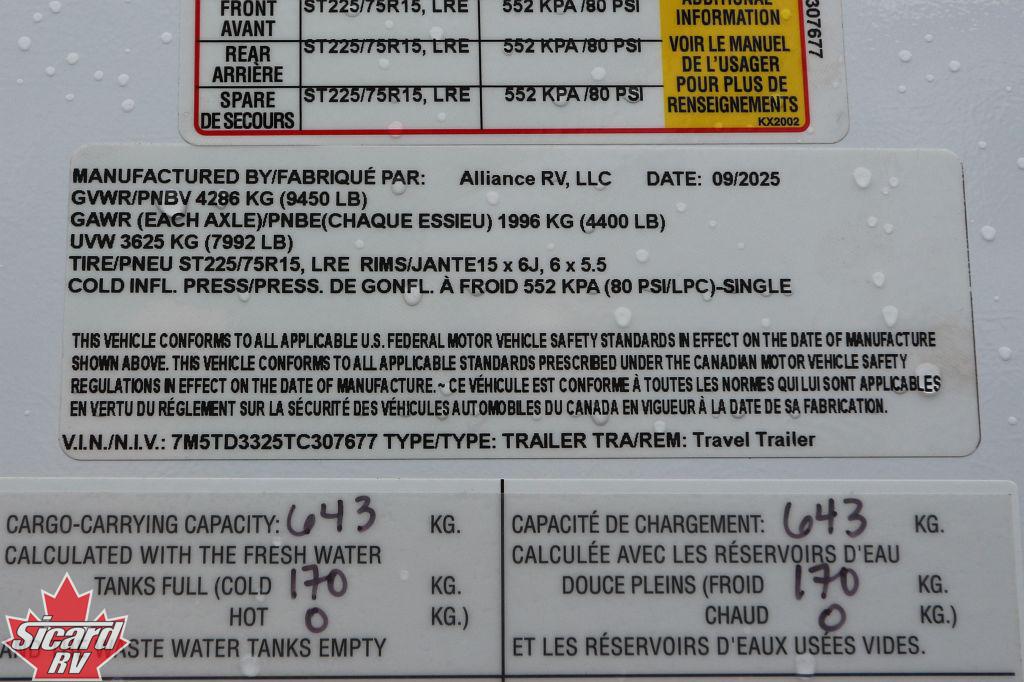 FRONT ST225/75R15, LRE 552 KPA /80 PSI
AVANT
REAR ST225/75R15, LRE 552 KPA /80 PSI
ARRIÈRE
SPARE ST225/75R15, LRE 552 KPA /80 PSI
DE SECOURS
ADDITIONAL
INFORMATION
VOIR LE MANUEL
DE L'USAGER
POUR PLUS DE
RENSEIGNEMENTS
KX2002
307677
MANUFACTURED BY/FABRIQUÉ PAR: Alliance RV, LLC DATE: 09/2025
GVWR/PNBV 4286 KG (9450 LB)
GAWR (EACH AXLE)/PNBE(CHAQUE ESSIEU) 1996 KG (4400 LB)
UVW 3625 KG (7992 LB)
TIRE/PNEU ST225/75R15, LRE RIMS/JANTE15 x 6J, 6 x 5.5
COLD INFL. PRESS/PRESS. DE GONFL. À FROID 552 KPA (80 PSI/LPC)-SINGLE
THIS VEHICLE CONFORMS TO ALL APPLICABLE U.S. FEDERAL MOTOR VEHICLE SAFETY STANDARDS IN EFFECT ON THE DATE OF MANUFACTURE
SHOWN ABOVE. THIS VEHICLE CONFORMS TO ALL APPLICABLE STANDARDS PRESCRIBED UNDER THE CANADIAN MOTOR VEHICLE SAFETY
REGULATIONS IN EFFECT ON THE DATE OF MANUFACTURE. ~ CE VÉHICULE EST CONFORME À TOUTES LES NORMES QUI LUI SONT APPLICABLES
EN VERTU DU RÉGLEMENT SUR LA SÉCURITÉ DES VÉHICULES AUTOMOBILES DU CANADA EN VIGUEUR À LA DATE DE SA FABRICATION.
V.I.N./N.I.V.: 7M5TD3325TC307677 TYPE/TYPE: TRAILER TRA/REM: Travel Trailer
CARGO-CARRYING CAPACITY: 643 KG.
CALCULATED WITH THE FRESH WATER
TANKS FULL (COLD 170 KG.
HOT 0 KG.)
WASTE WATER TANKS EMPTY
CAPACITÉ DE CHARGEMENT: 643 KG.
CALCULÉE AVEC LES RÉSERVOIRS D'EAU
DOUCE PLEINS (FROID 170 KG.
CHAUD 0 KG.)
ET LES RÉSERVOIRS D'EAUX USÉES VIDES.
Sicard
RV